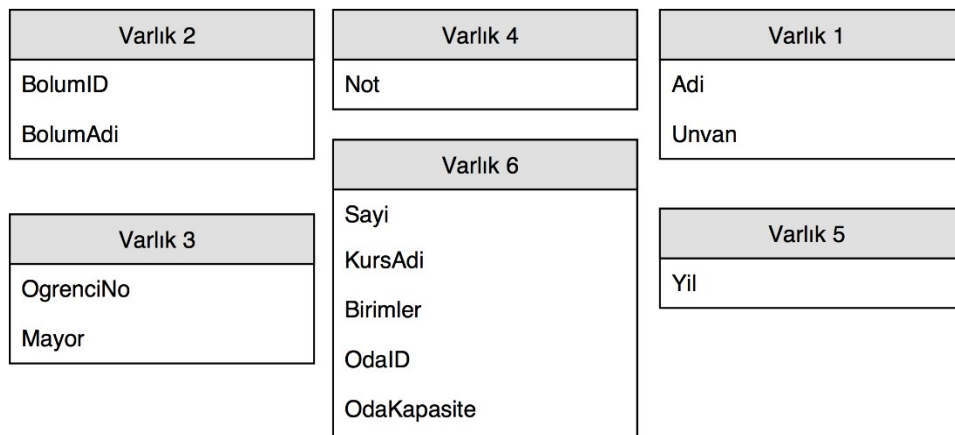 Varlık 2
BolumID
BolumAdi
Varlık 4
Not
Varlık 1
Adi
Unvan
Varlık 3
OgrenciNo
Mayor
Varlık 6
Sayi
KursAdi
Birimler
OdaID
OdaKapasite
Varlık 5
Yil